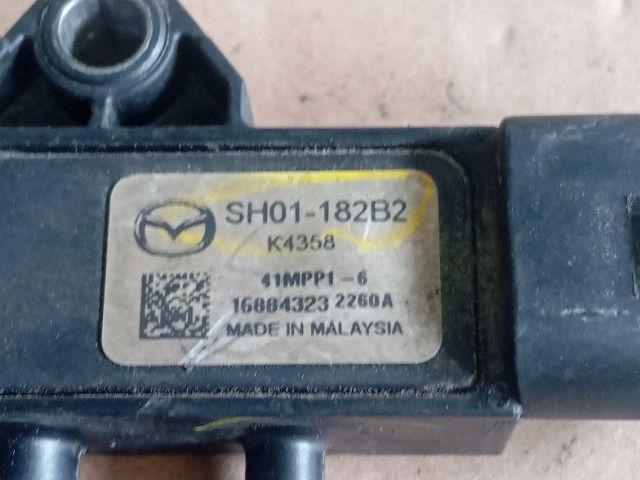 SH01-182B2
K4358
41MPP1-6
16884323 2260A
MADE IN MALAYSIA